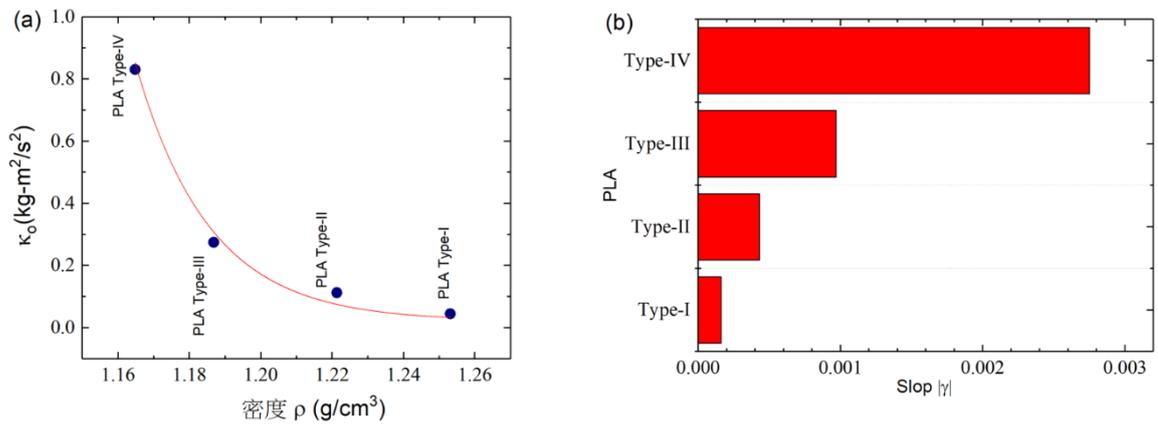 (a)
1.0
0.8
0.6
0.4
0.2
0.0
κo(kg-m²/s²)
PLA Type-IV
PLA Type-III
PLA Type-II
PLA Type-I
1.16 1.18 1.20 1.22 1.24 1.26
密度 ρ (g/cm³)
(b)
PLA
Type-IV
Type-III
Type-II
Type-I
0.000 0.001 0.002 0.003
Slop |γ|